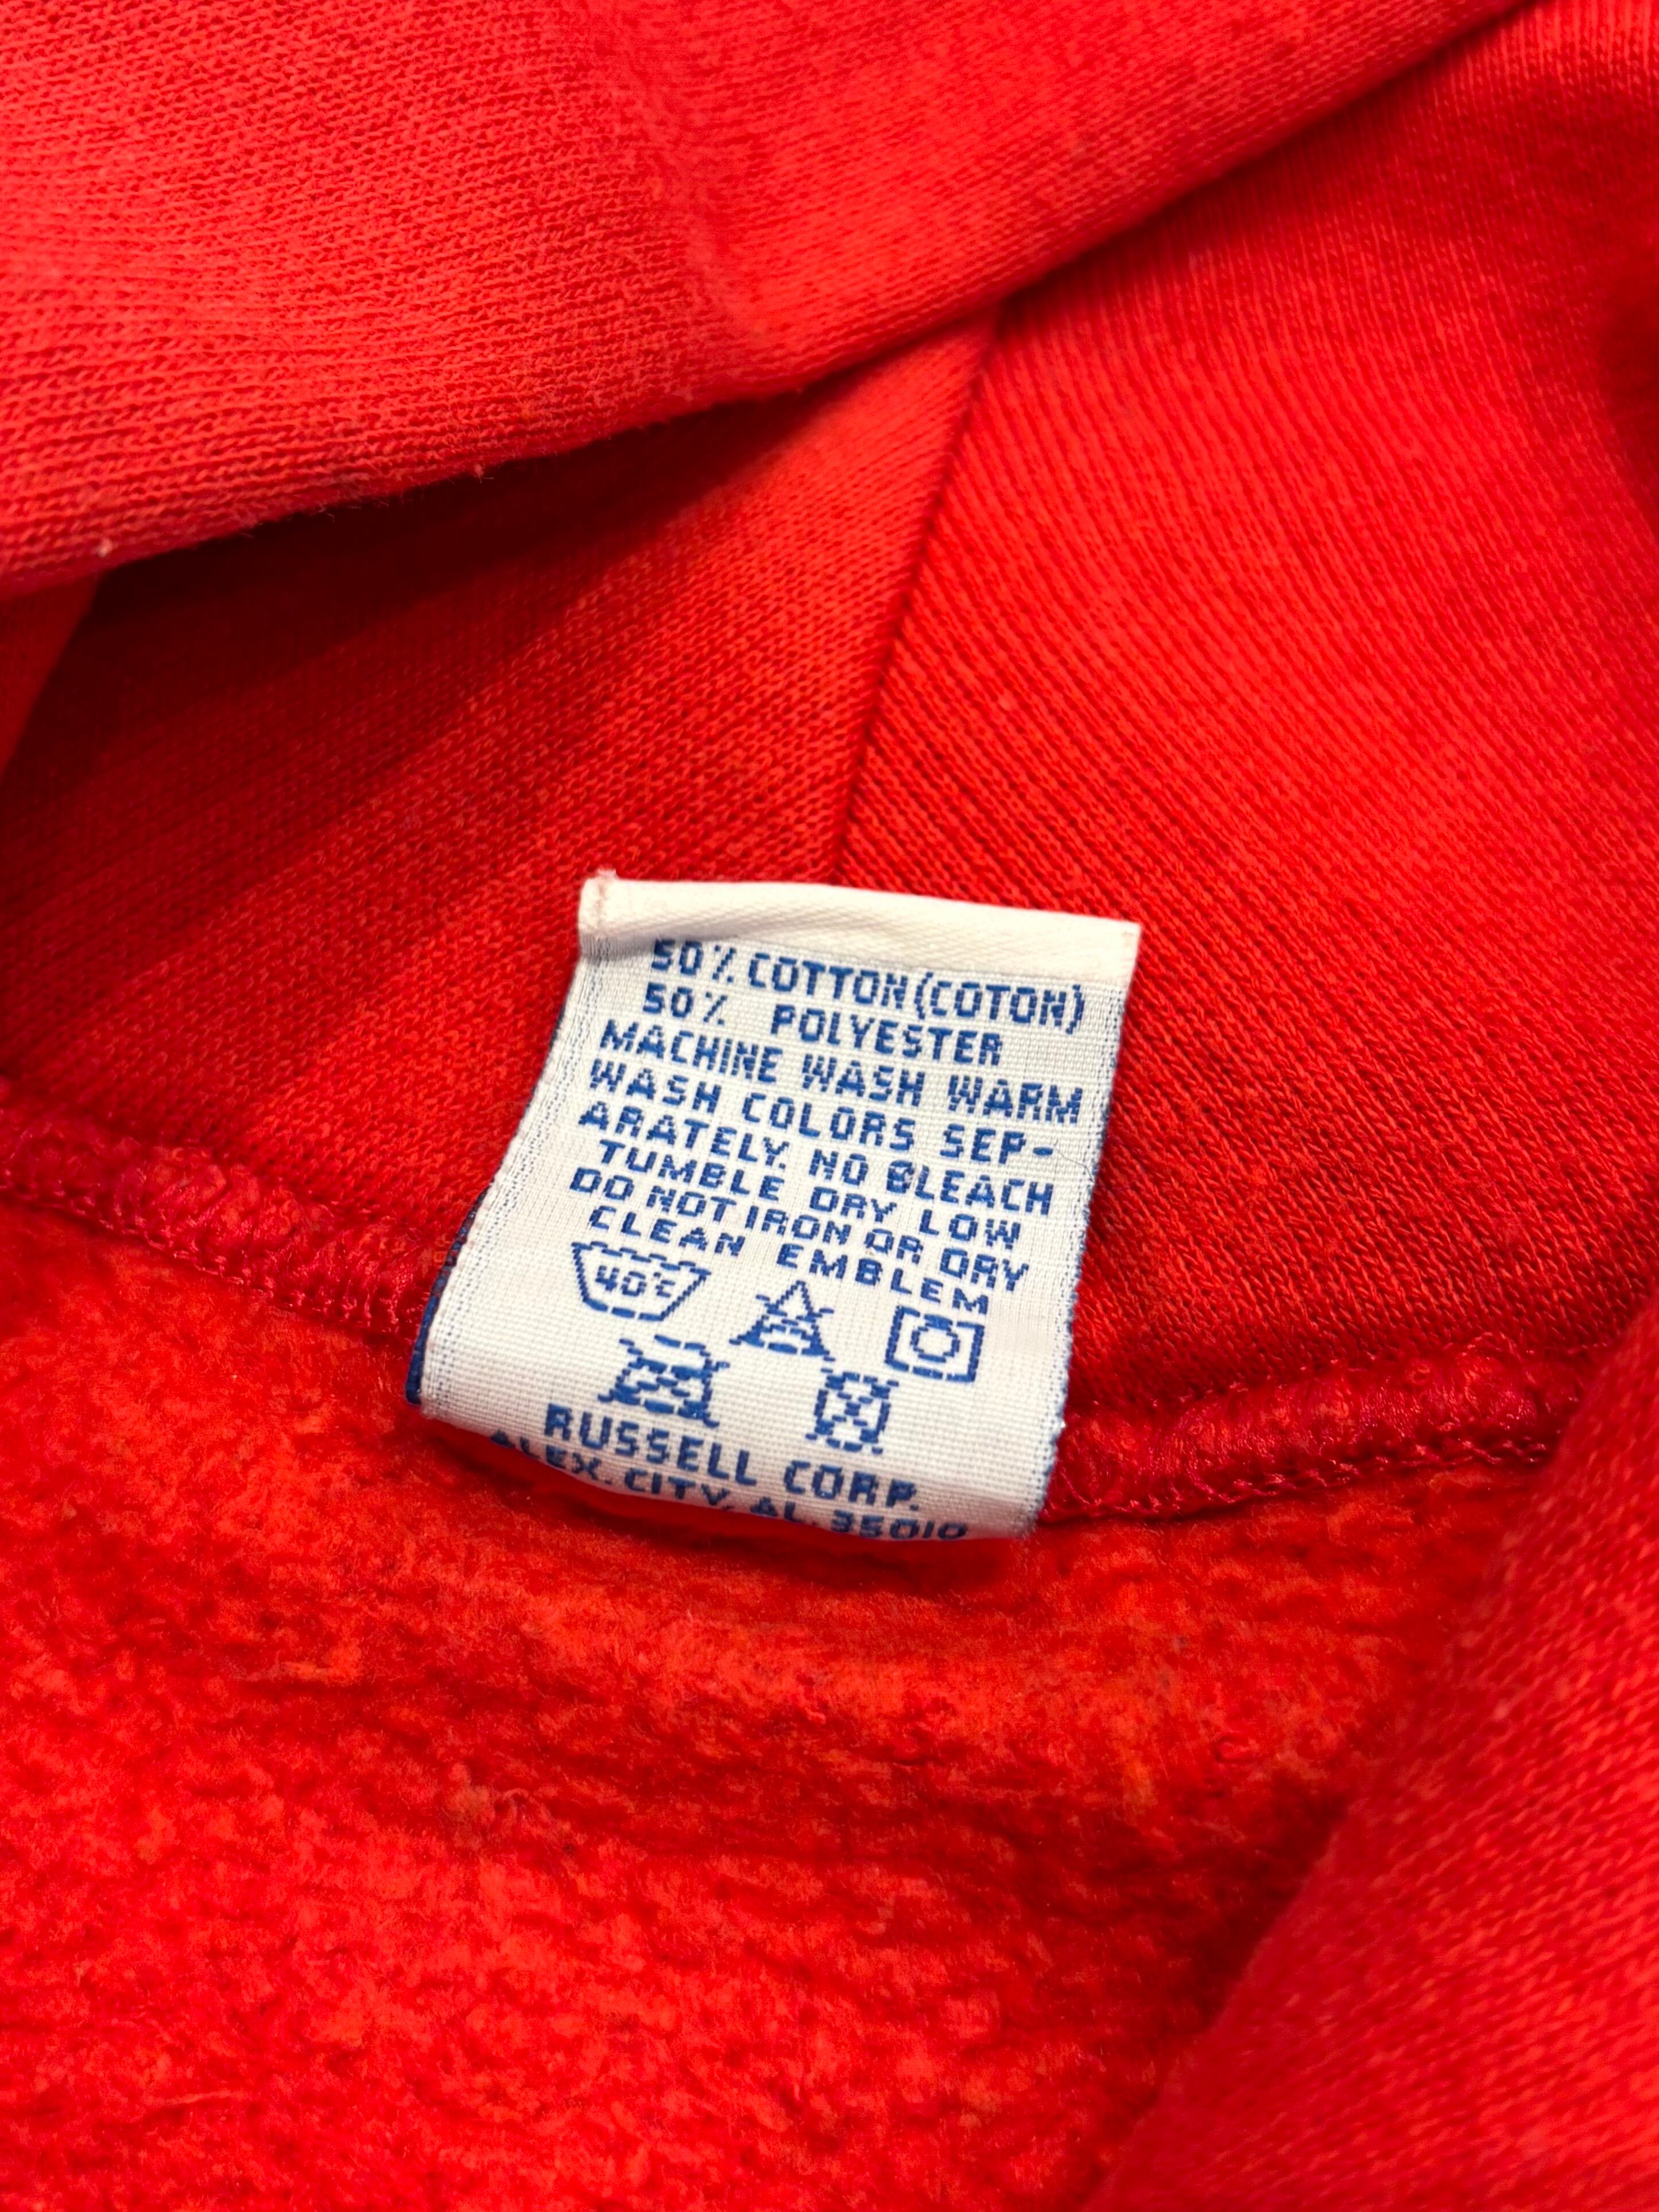 50% COTTON (COTON)
50% POLYESTER
MACHINE WASH WARM
WASH COLORS SEP-
ARATELY. NO BLEACH
TUMBLE DRY LOW
DO NOT IRON OR DRY
CLEAN EMBLEM
40°C
RUSSELL CORP.
ALEX. CITY, AL. 35010